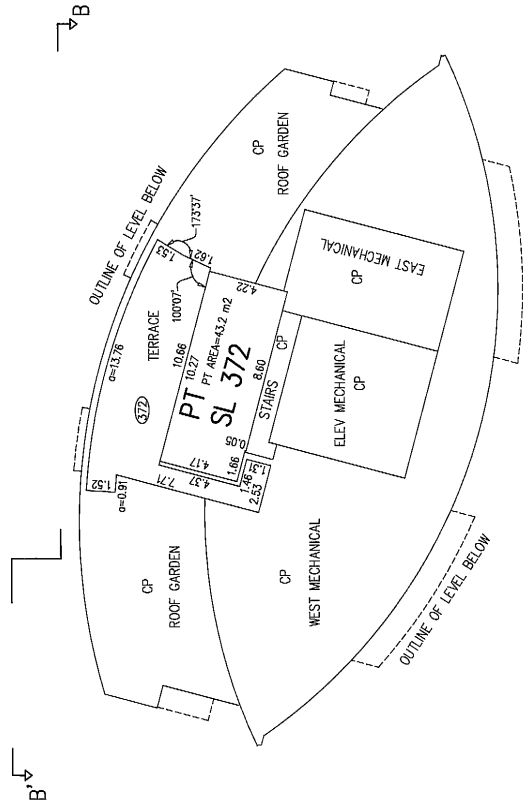 B
OUTLINE OF LEVEL BELOW
CP
ROOF GARDEN
173°37'
1.53
1.62
100°07'
a=13.76
TERRACE
372
10.66
10.27
PT
SL 372
PT AREA=43.2 m2
4.22
8.60
0.05
EAST MECHANICAL
CP
STAIRS
CP
ELEV MECHANICAL
CP
1.52
a=0.91
7.71
4.37
4.17
1.66
1.46
1.31
2.53
CP
ROOF GARDEN
CP
WEST MECHANICAL
OUTLINE OF LEVEL BELOW
B'